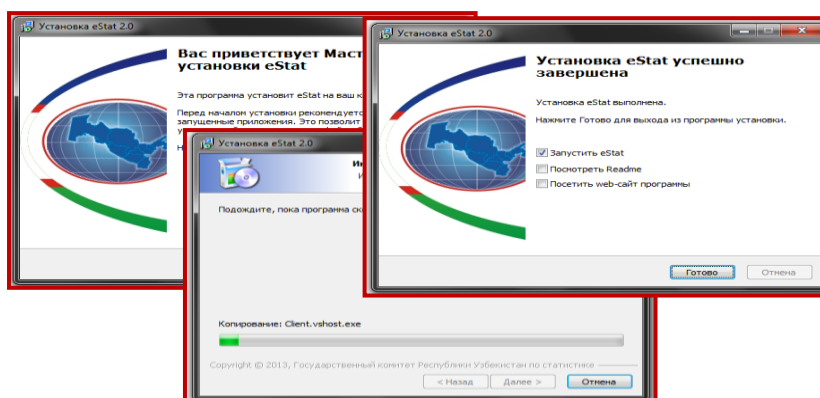 Установка eStat 2.0
Вас приветствует Маст
установки eStat
Эта программа установит eStat на ваш к
Перед началом установки рекомендуетс
запущенные приложения. Это позволит
Установка eStat 2.0
Подождите, пока программа ско
Копирование: Client.vshost.exe
Copyright © 2013, Государственный комитет Республики Узбекистан по статистике
< Назад
Далее >
Отмена
Установка eStat 2.0
Установка eStat успешно
завершена
Установка eStat выполнена.
Нажмите Готово для выхода из программы установки.
Запустить eStat
Посмотреть Readme
Посетить web-сайт программы
Готово
Отмена